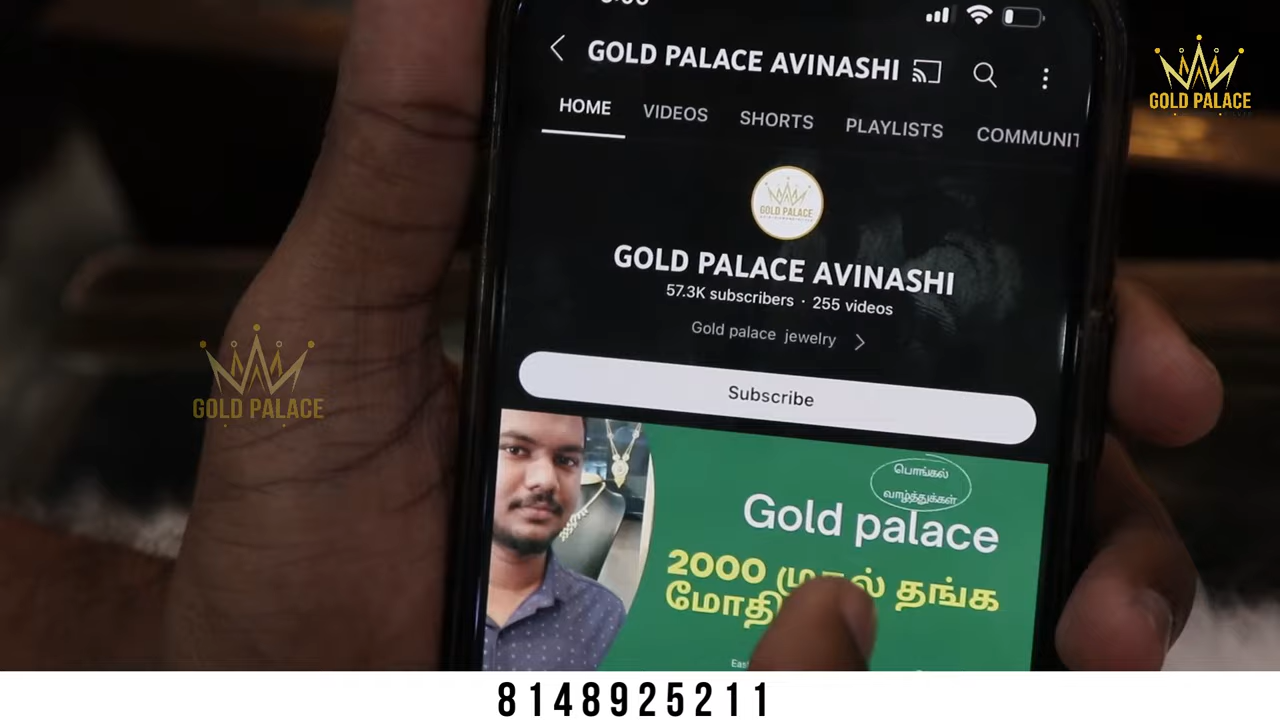 GOLD PALACE AVINASHI
GOLD PALACE
HOME VIDEOS SHORTS PLAYLISTS COMMUNIT
GOLD PALACE
GOLD PALACE AVINASHI
57.3K subscribers · 255 videos
Gold palace jewelry
GOLD PALACE
Subscribe
பொங்கல்
வாழ்த்துக்கள்
Gold palace
2000 தங்க
8148925211